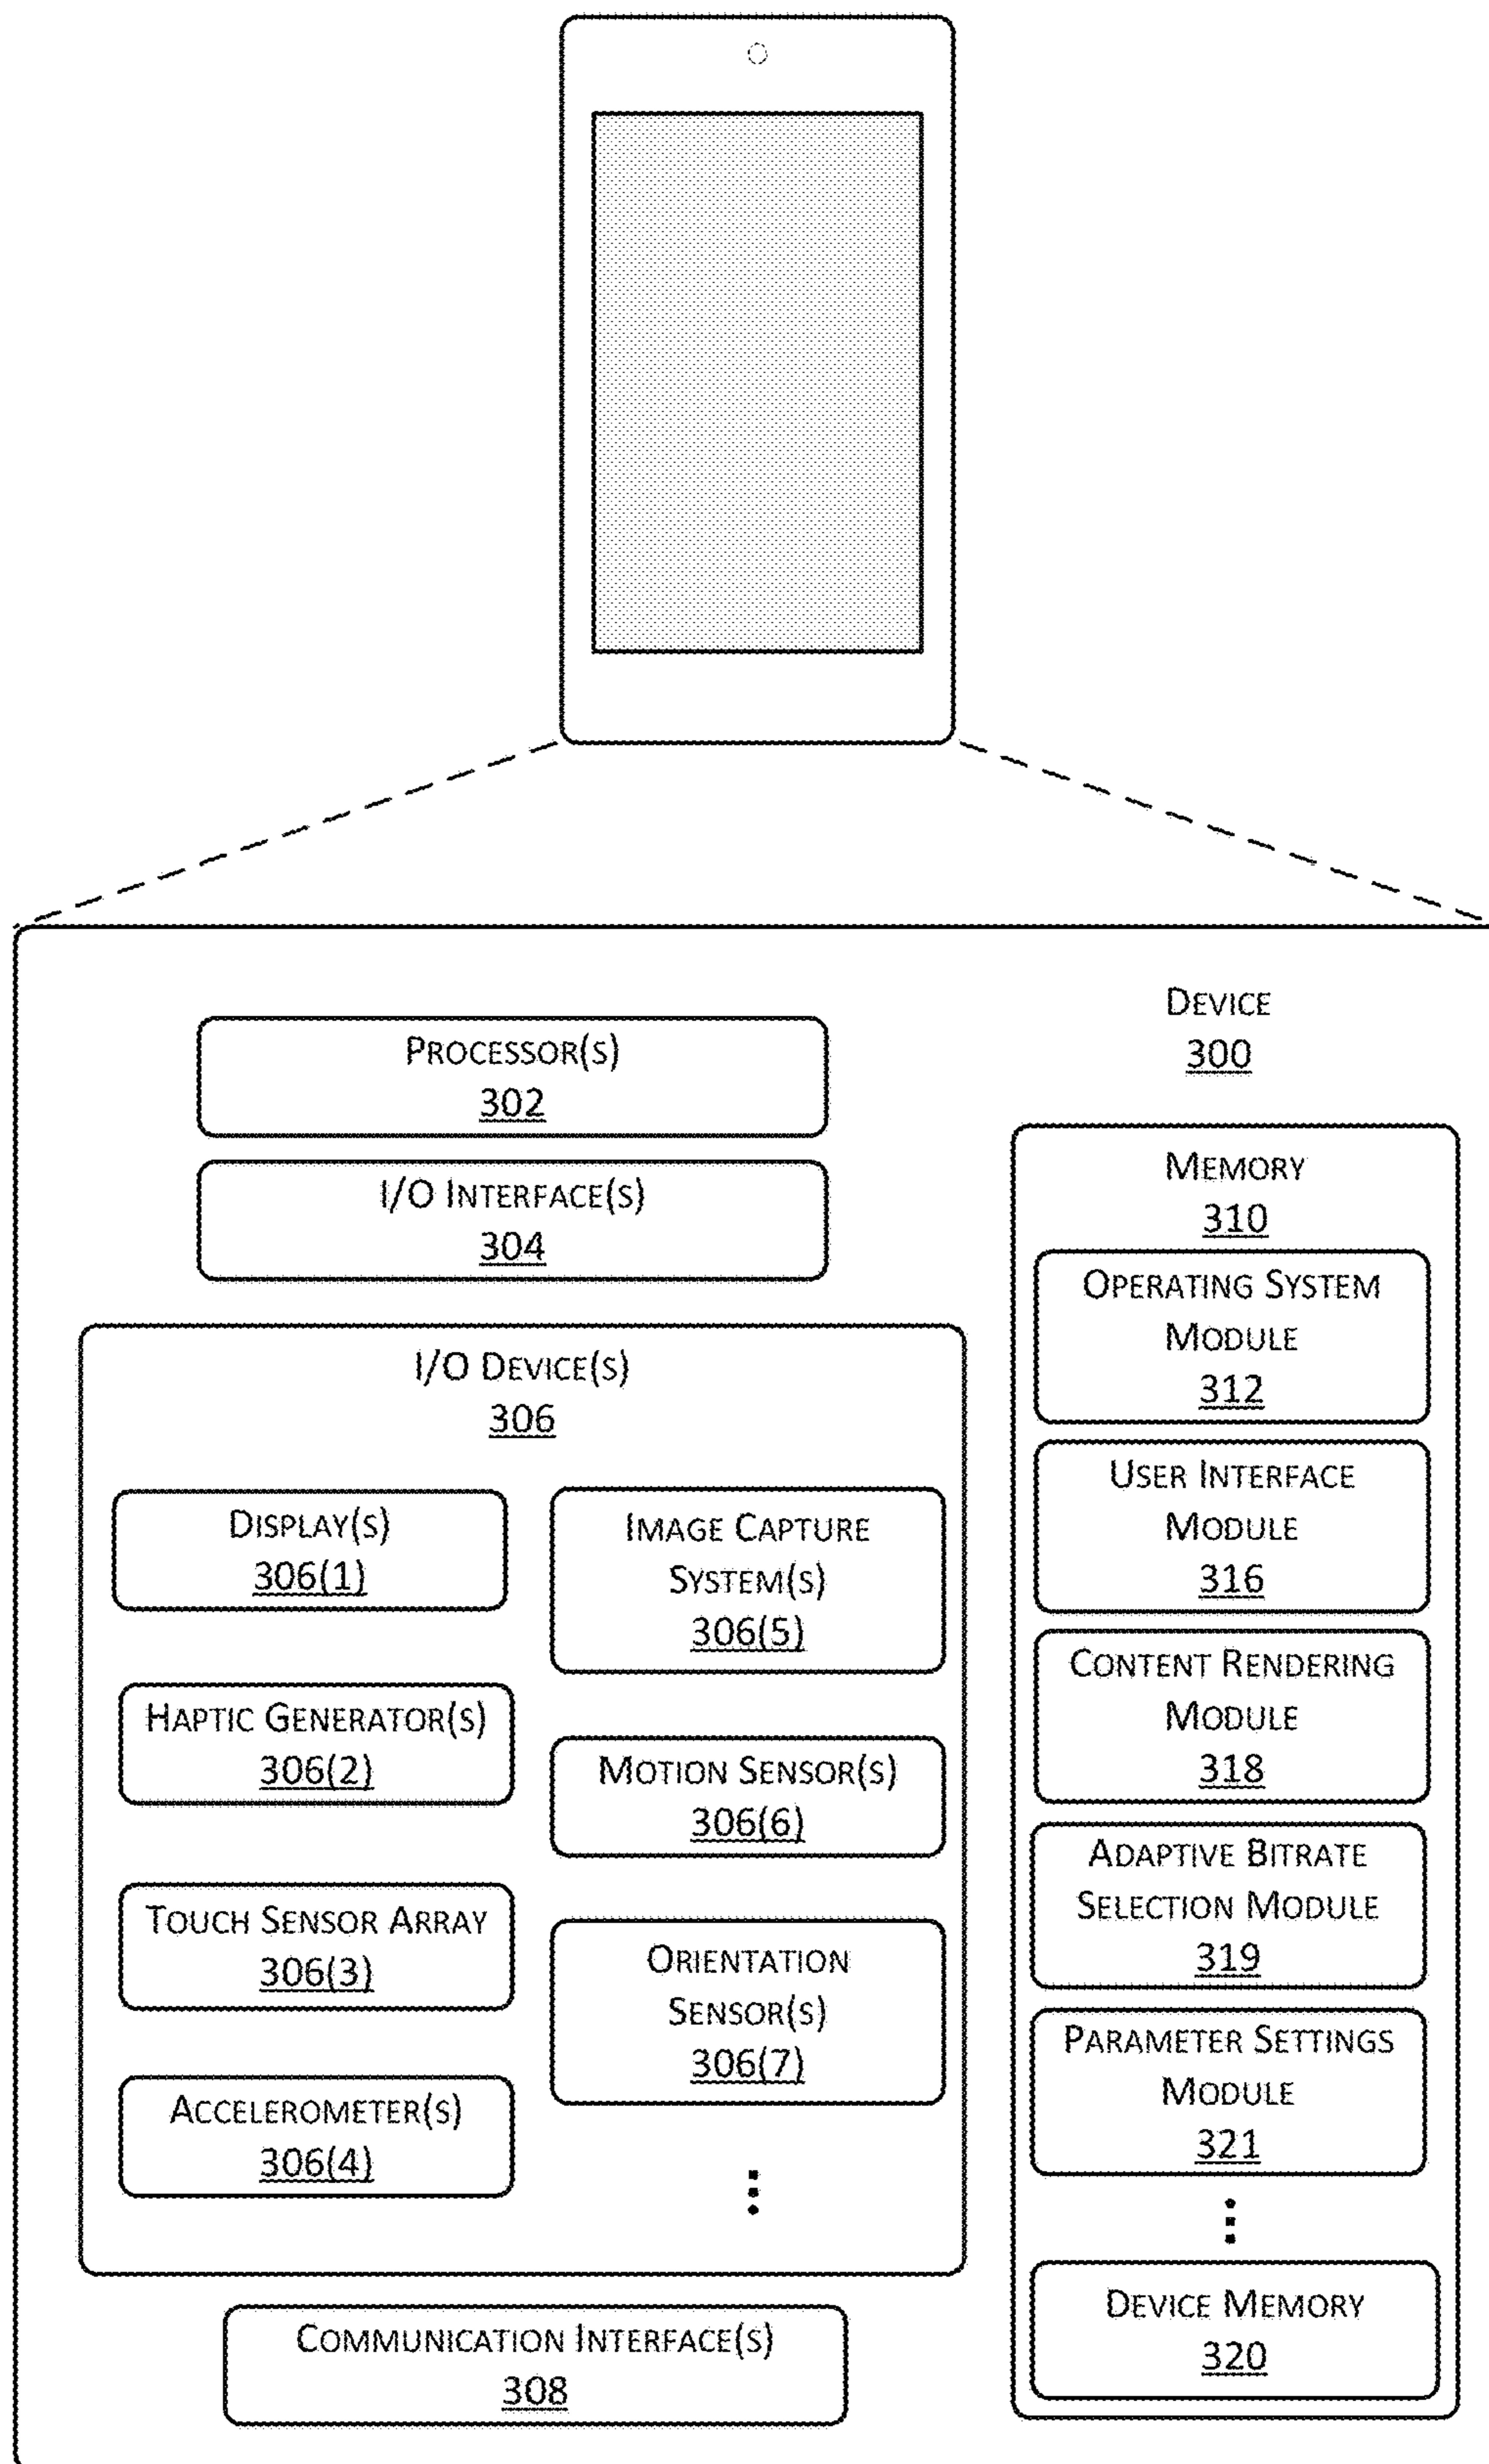 DEVICE
300
PROCESSOR(S)
302
I/O INTERFACE(S)
304
I/O DEVICE(S)
306
DISPLAY(S)
306(1)
HAPTIC GENERATOR(S)
306(2)
TOUCH SENSOR ARRAY
306(3)
ACCELEROMETER(S)
306(4)
IMAGE CAPTURE
SYSTEM(S)
306(5)
MOTION SENSOR(S)
306(6)
ORIENTATION
SENSOR(S)
306(7)
COMMUNICATION INTERFACE(S)
308
MEMORY
310
OPERATING SYSTEM
MODULE
312
USER INTERFACE
MODULE
316
CONTENT RENDERING
MODULE
318
ADAPTIVE BITRATE
SELECTION MODULE
319
PARAMETER SETTINGS
MODULE
321
DEVICE MEMORY
320